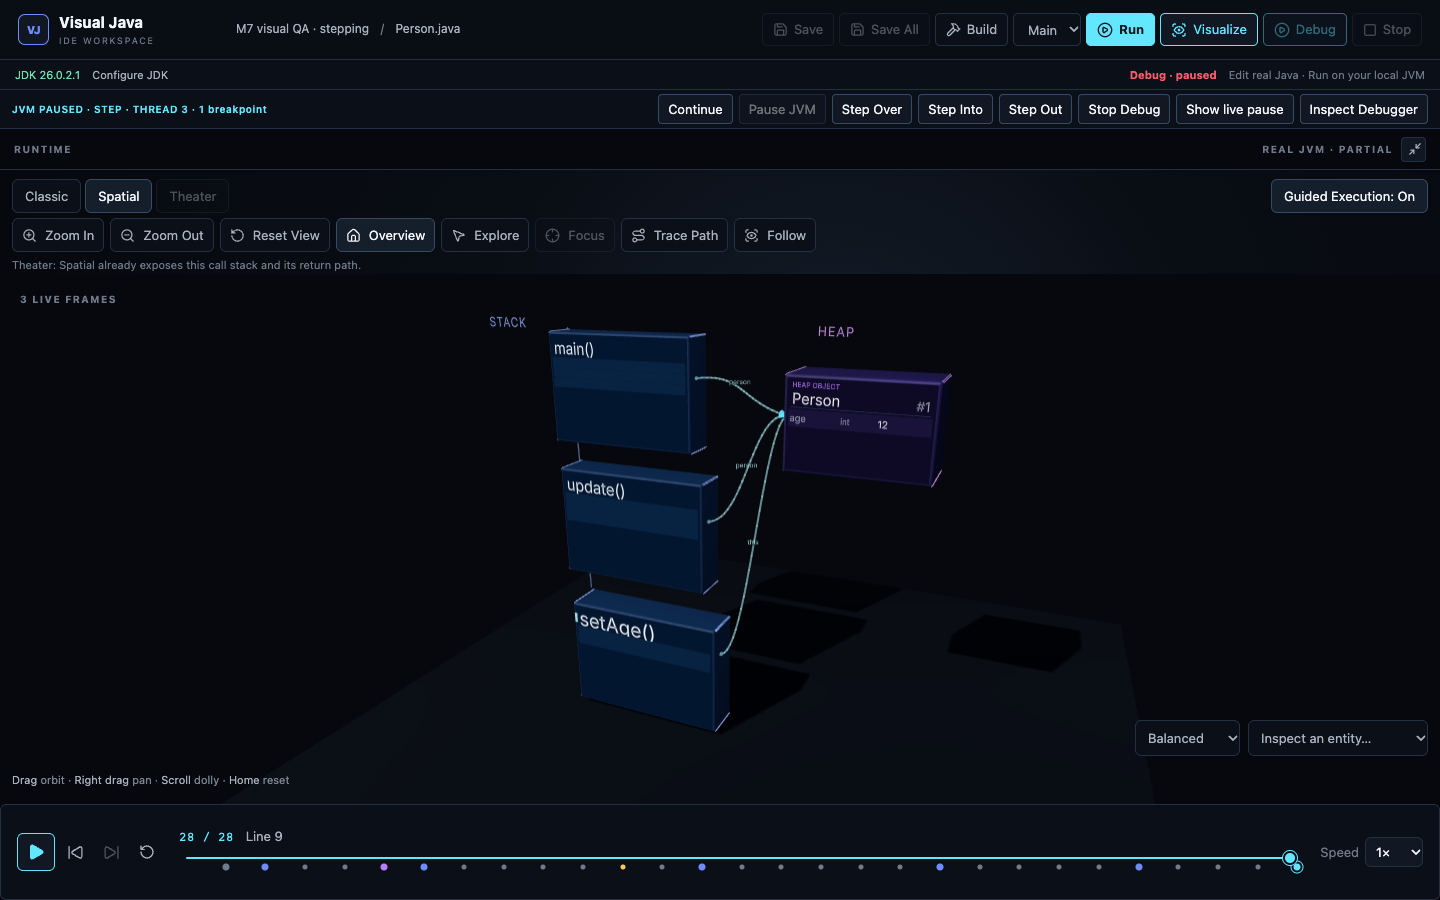 VJ
Visual Java
IDE WORKSPACE
M7 visual QA · stepping / Person.java
Save
Save All
Build
Main
Run
Visualize
Debug
Stop
JDK 26.0.2.1 Configure JDK
Debug · paused Edit real Java · Run on your local JVM
JVM PAUSED · STEP · THREAD 3 · 1 breakpoint
Continue
Pause JVM
Step Over
Step Into
Step Out
Stop Debug
Show live pause
Inspect Debugger
RUNTIME
REAL JVM · PARTIAL
Classic
Spatial
Theater
Guided Execution: On
Zoom In
Zoom Out
Reset View
Overview
Explore
Focus
Trace Path
Follow
Theater: Spatial already exposes this call stack and its return path.
3 LIVE FRAMES
STACK
HEAP
main()
person
HEAP OBJECT
Person #1
age int 12
person
update()
this
setAge()
Balanced
Inspect an entity...
Drag orbit · Right drag pan · Scroll dolly · Home reset
28 / 28 Line 9
Speed 1×